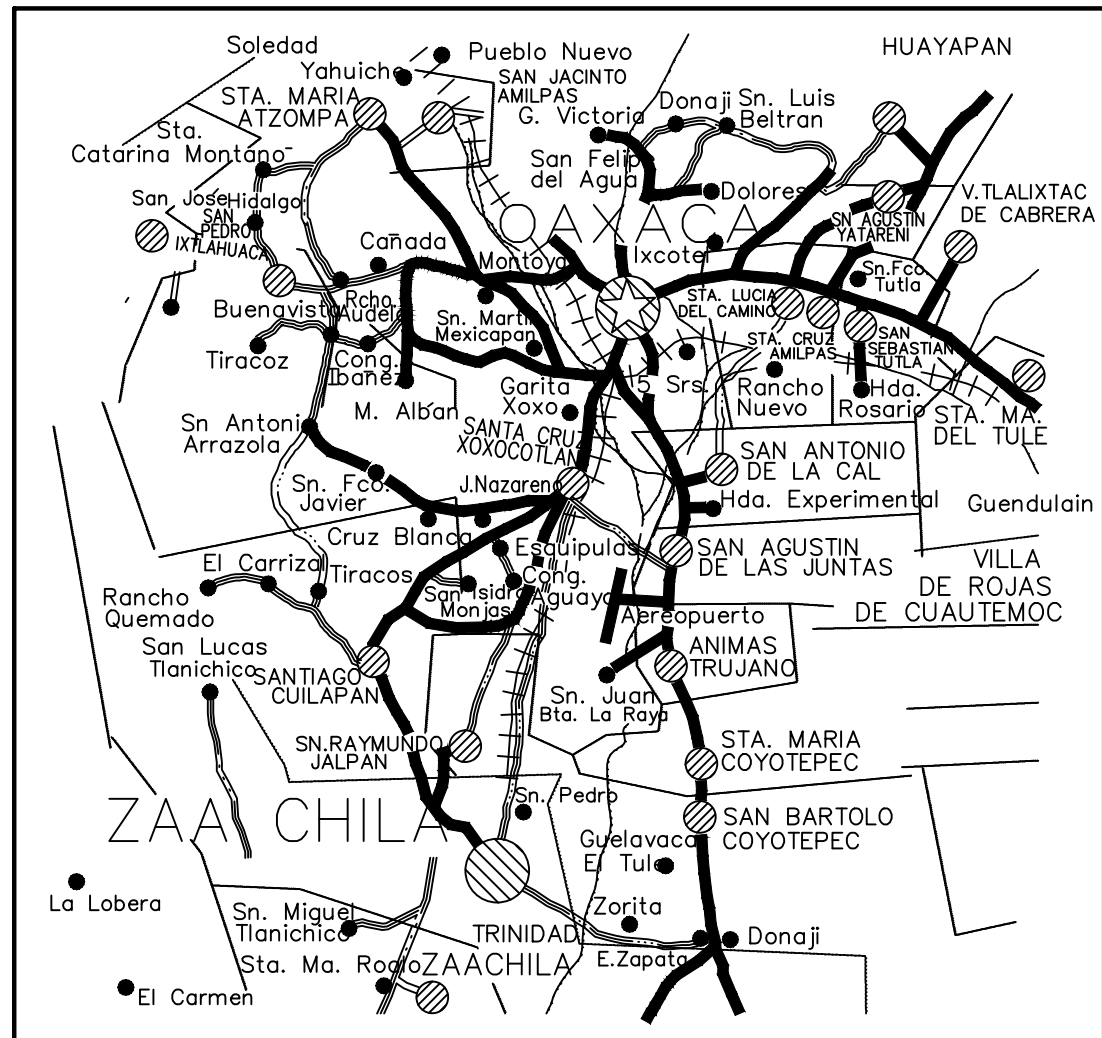 Soledad
Pueblo Nuevo
HUAYAPAN
Yahuiche
SAN JACINTO
AMILPAS
STA. MARIA
ATZOMPA
G. Victoria
Donaji
Sn. Luis
Beltran
Sta.
Catarina Montano
San Felip
del Agua
Dolores
San José
Hidalgo
SAN
PEDRO
IXTLAHUACA
V.TLALIXTAC
DE CABRERA
OAXACA
SN AGUSTIN
YATARENI
Cañada
Montoya
Ixcotel
Sn.Fco.
Tutla
Buenavista
Rcho.
Audelo
Sn. Martin
Mexicapan
STA. LUCIA
DEL CAMINO
STA. CRUZ
AMILPAS
SAN
SEBASTIAN
TUTLA
Tiracoz
Cong.
Ibañez
M. Alban
Garita
Xoxo
5 Srs.
Rancho
Nuevo
Hda.
Rosario
STA. MA.
DEL TULE
Sn Antoni
Arrazola
SANTA CRUZ
XOXOCOTLAN
SAN ANTONIO
DE LA CAL
Sn. Fco.
Javier
J.Nazareno
Hda. Experimental
Guendulain
Cruz Blanca
Esquipulas
SAN AGUSTIN
DE LAS JUNTAS
VILLA
DE ROJAS
DE CUAUTEMOC
El Carriza
Tiracos
Rancho
Quemado
San Isidro
Monjas
Cong.
Aguayo
Aereopuerto
San Lucas
Tlanichico
SANTIAGO
CUILAPAN
ANIMAS
TRUJANO
Sn. Juan
Bta. La Raya
SN.RAYMUNDO
JALPAN
STA. MARIA
COYOTEPEC
ZAA CHILA
Sn. Pedro
SAN BARTOLO
COYOTEPEC
Guelavaca
El Tule
La Lobera
Sn. Miguel
Tlanichico
Zorita
TRINIDAD
ZAACHILA
Donaji
E.Zapata
Sta. Ma. Roalo
El Carmen